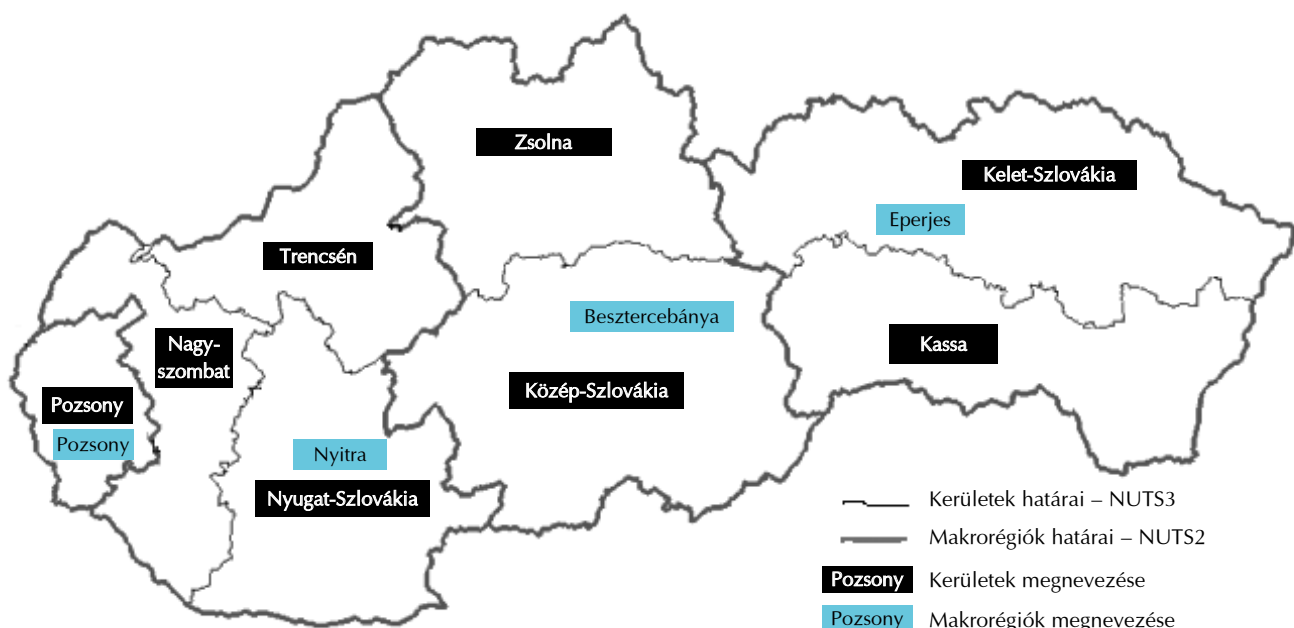 Zsolna
Kelet-Szlovákia
Eperjes
Trencsén
Besztercebánya
Nagy-
szombat
Kassa
Pozsony
Pozsony
Közép-Szlovákia
Nyitra
Nyugat-Szlovákia
Kerületek határai – NUTS3
Makrorégiók határai – NUTS2
Pozsony Kerületek megnevezése
Pozsony Makrorégiók megnevezése